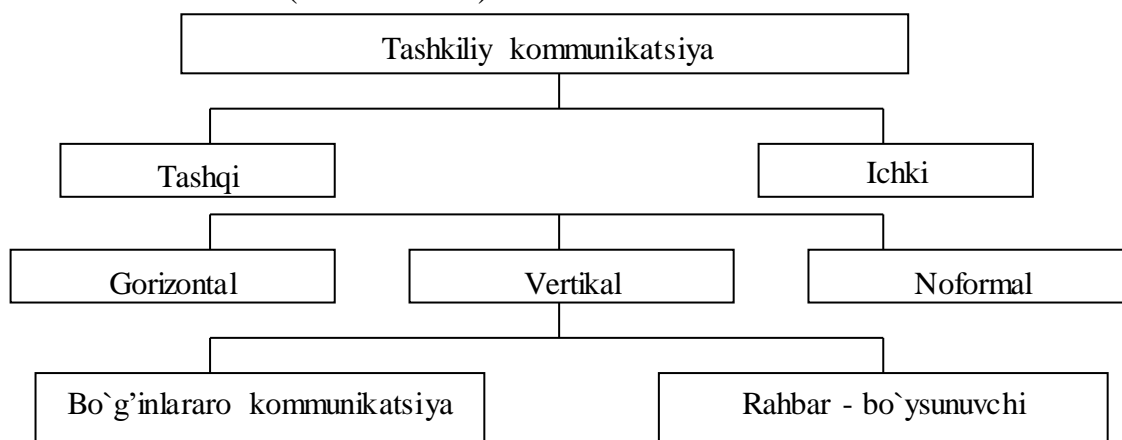 Tashkiliy kommunikatsiya
Tashqi
Ichki
Gorizontal
Vertikal
Noformal
Bo`g'inlararo kommunikatsiya
Rahbar - bo`ysunuvchi